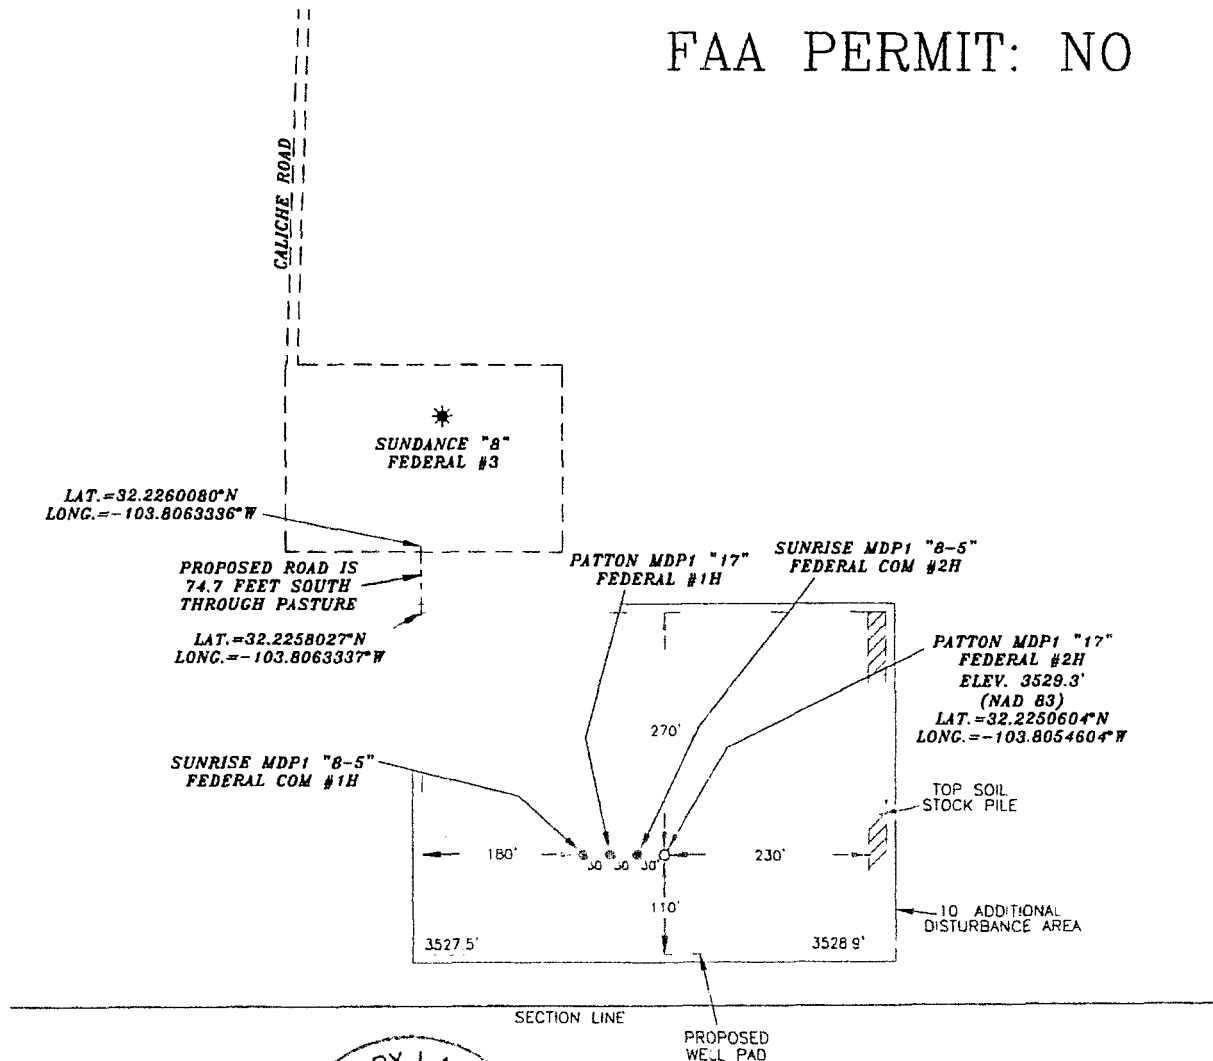 FAA PERMIT: NO
CALICHE ROAD
SUNDANCE "8"
FEDERAL #3
LAT.=32.2260080°N
LONG.=-103.8063336°W
PROPOSED ROAD IS
74.7 FEET SOUTH
THROUGH PASTURE
LAT.=32.2258027°N
LONG.=-103.8063337°W
PATTON MDP1 "17"
FEDERAL #1H
SUNRISE MDP1 "8-5"
FEDERAL COM #2H
PATTON MDP1 "17"
FEDERAL #2H
ELEV. 3529.3'
(NAD 83)
LAT.=32.2250604°N
LONG.=-103.8054604°W
270'
SUNRISE MDP1 "8-5"
FEDERAL COM #1H
TOP SOIL
STOCK PILE
180'
30' 30'
230'
110'
10 ADDITIONAL
DISTURBANCE AREA
3527.5'
3528.9'
SECTION LINE
PROPOSED
WELL PAD